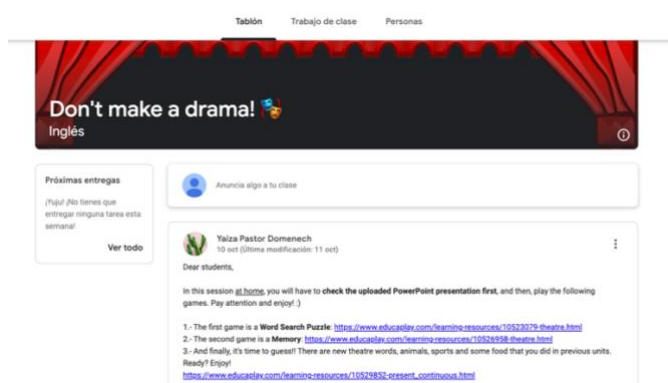 Tablón Trabajo de clase Personas
Don't make a drama! 🎭
Inglés
Próximas entregas
¡Yuju! ¡No tienes que
entregar ninguna tarea esta
semana!
Ver todo
Anuncia algo a tu clase
Yaiza Pastor Domenech
10 oct (Última modificación: 11 oct)
Dear students,
In this session at home, you will have to check the uploaded PowerPoint presentation first, and then, play the following
games. Pay attention and enjoy! :)
1.- The first game is a Word Search Puzzle: https://www.educaplay.com/learning-resources/10523079-theatre.html
2.- The second game is a Memory: https://www.educaplay.com/learning-resources/10526958-theatre.html
3.- And finally, it's time to guess!! There are new theatre words, animals, sports and some food that you did in previous units.
Ready? Enjoy!
https://www.educaplay.com/learning-resources/10529852-present_continuous.html